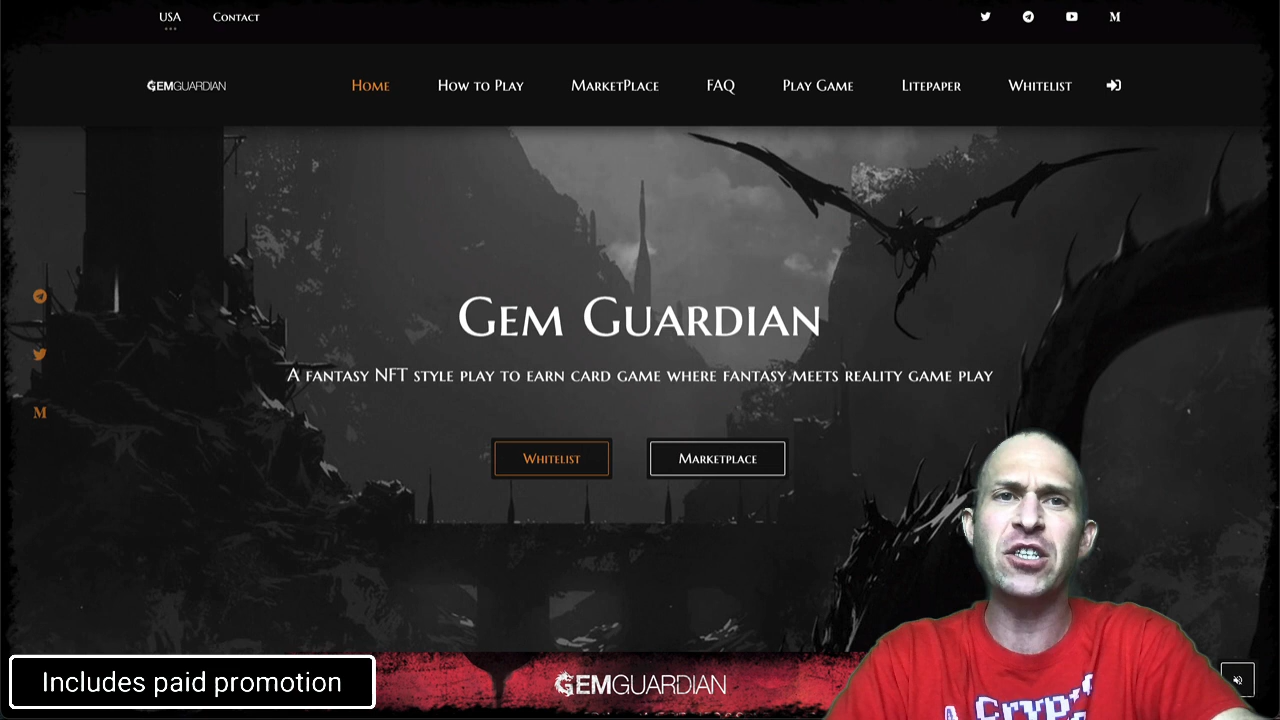 USA Contact
GEMGUARDIAN Home How to Play MarketPlace FAQ Play Game Litepaper Whitelist
Gem Guardian
A fantasy NFT style play to earn card game where fantasy meets reality game play
Whitelist Marketplace
Includes paid promotion
GEMGUARDIAN
A Crypt